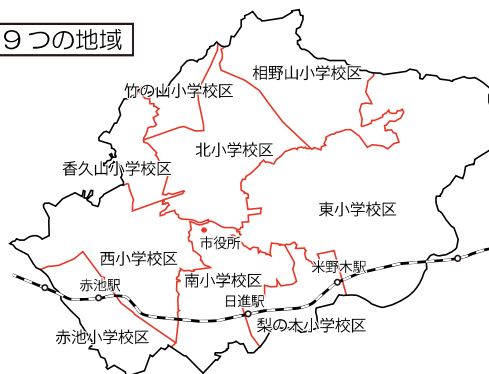 9つの地域
相野山小学校区
竹の山小学校区
北小学校区
香久山小学校区
東小学校区
市役所
西小学校区
米野木駅
南小学校区
赤池駅
日進駅
梨の木小学校区
赤池小学校区